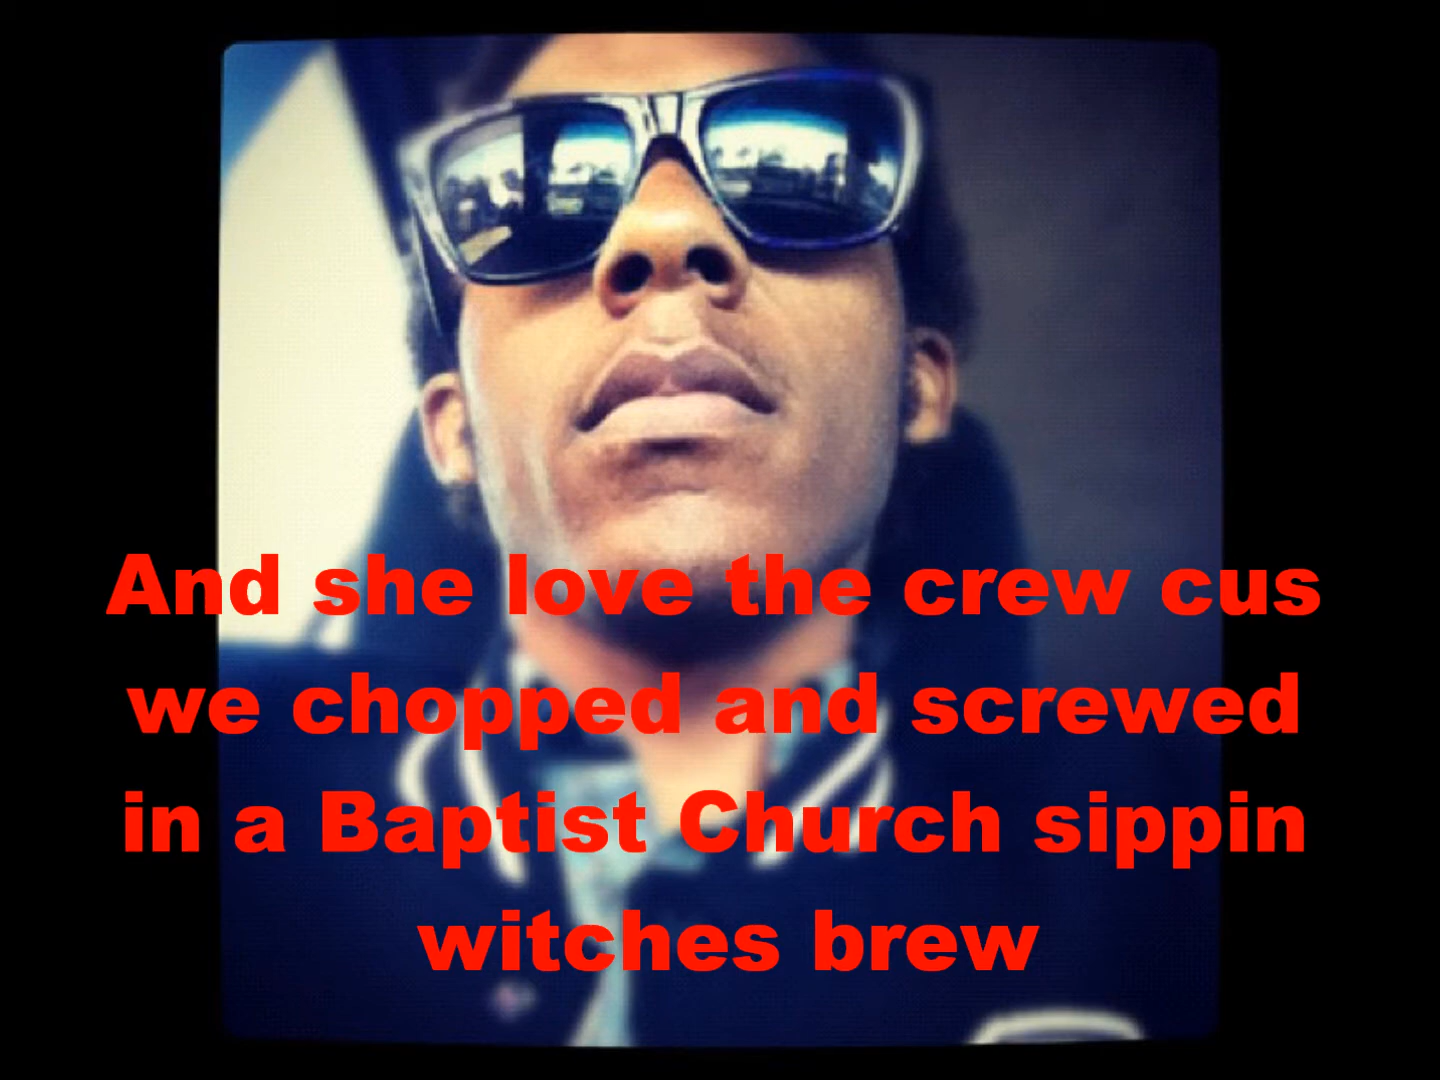 And she love the crew cus
we chopped and screwed
in a Baptist Church sippin
witches brew